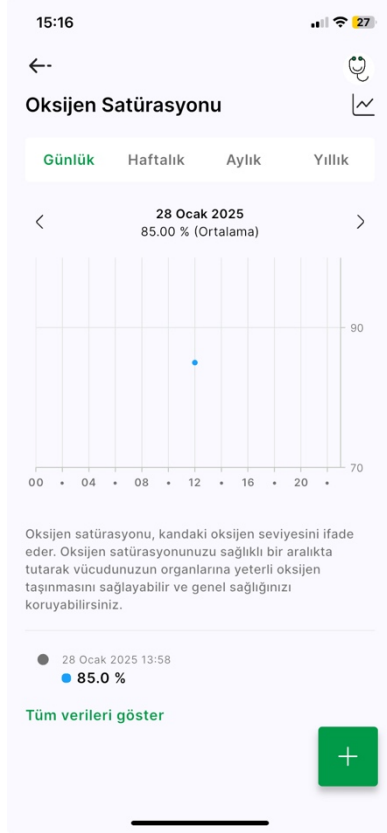 15:16
27
Oksijen Satürasyonu
Günlük Haftalık Aylık Yıllık
28 Ocak 2025
85.00 % (Ortalama)
90
70
00 • 04 • 08 • 12 • 16 • 20 •
Oksijen satürasyonu, kandaki oksijen seviyesini ifade
eder. Oksijen satürasyonunuzu sağlıklı bir aralıkta
tutarak vücudunuzun organlarına yeterli oksijen
taşınmasını sağlayabilir ve genel sağlığınızı
koruyabilirsiniz.
28 Ocak 2025 13:58
85.0 %
Tüm verileri göster